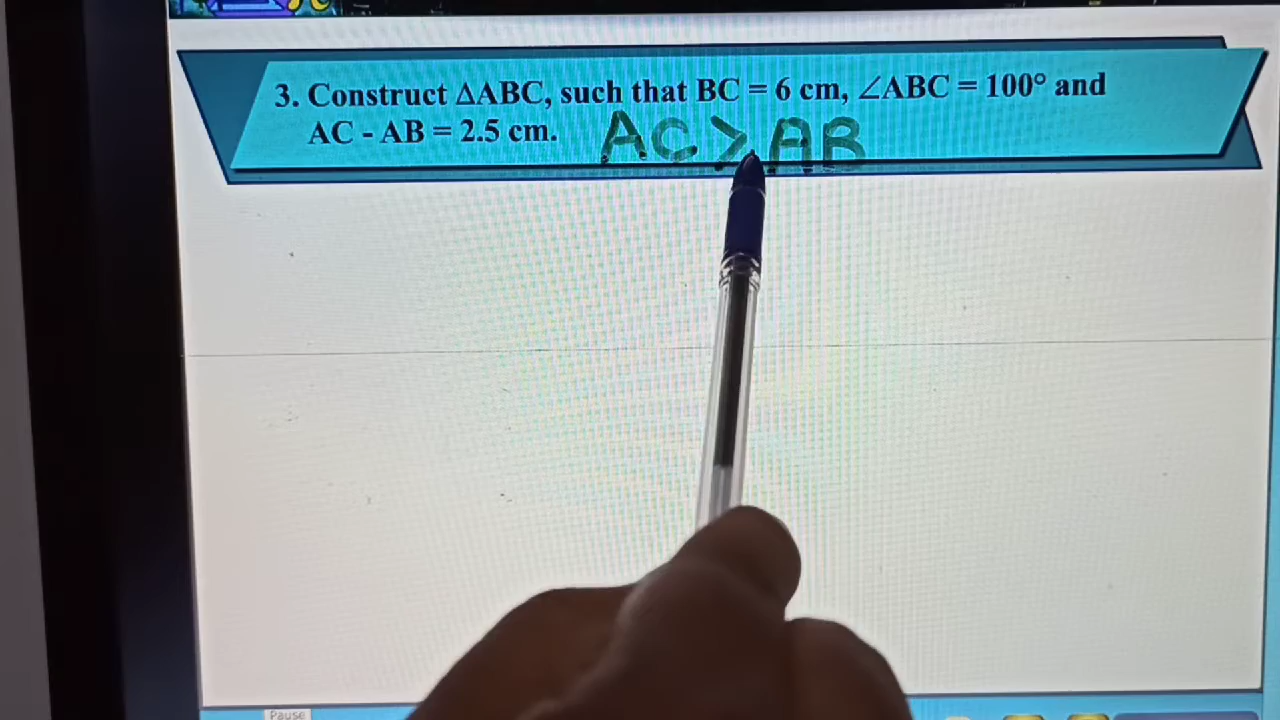 3. Construct ΔABC, such that BC = 6 cm, ∠ABC = 100° and
AC - AB = 2.5 cm. AC > AB
Pause